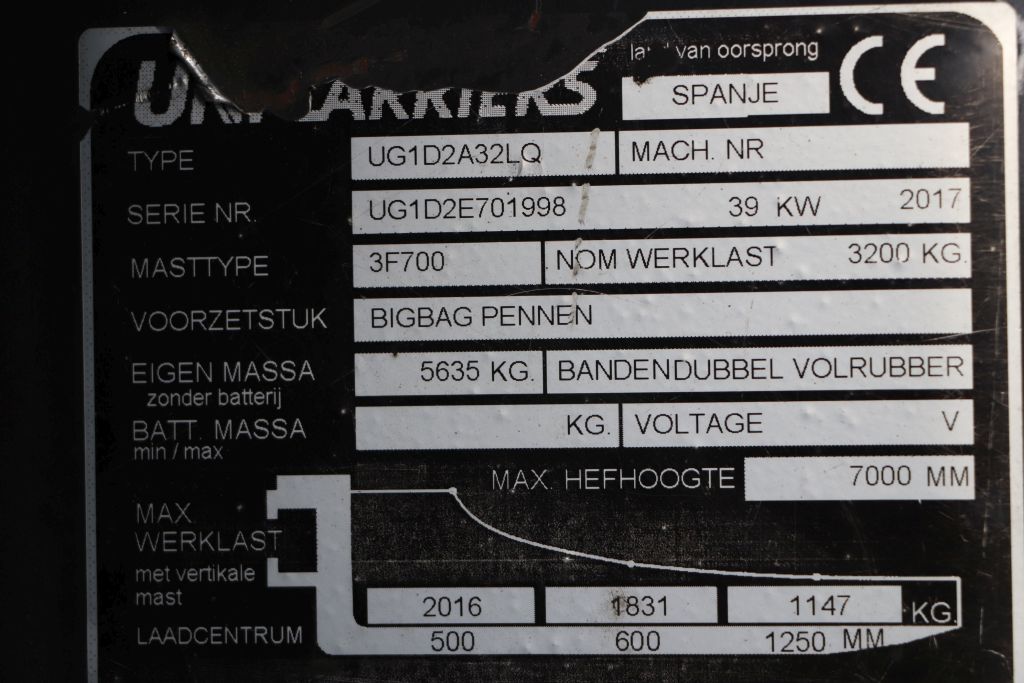 van oorsprong
SPANJE CE
TYPE UG1D2A32LQ MACH. NR
SERIE NR. UG1D2E701998 39 KW 2017
MASTTYPE 3F700 NOM WERKLAST 3200 KG.
VOORZETSTUK BIGBAG PENNEN
EIGEN MASSA 5635 KG. BANDEN DUBBEL VOLRUBBER
zonder batterij
BATT. MASSA KG. VOLTAGE V
min / max
MAX. HEFHOOGTE 7000 MM
MAX.
WERKLAST
met vertikale
mast
2016 1831 1147 KG.
LAADCENTRUM 500 600 1250 MM